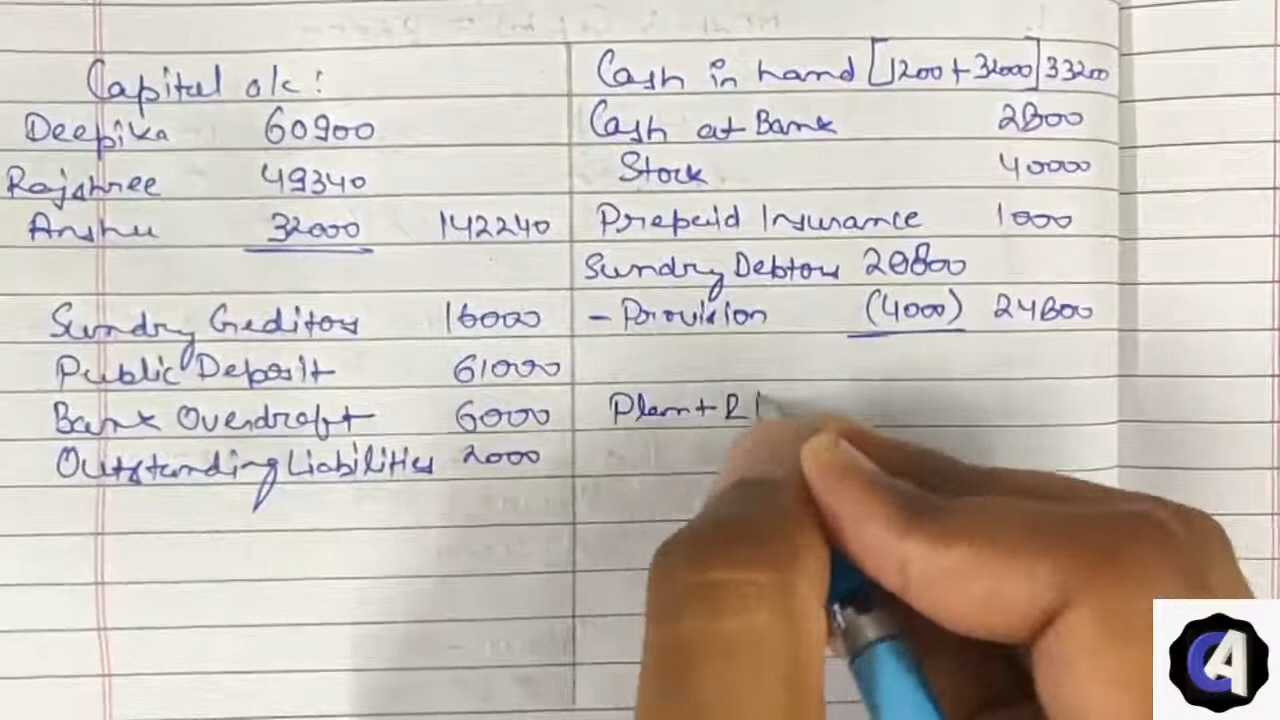 Capital a/c:
Deepika 60900
Rajshree 49340
Anshu 32000 142240
Sundry Creditors 16000
Public Deposit 61000
Bank Overdraft 6000
Outstanding Liabilities 2000
Cash in hand [1200 + 32000] 33200
Cash at Bank 2800
Stock 40000
Prepaid Insurance 1000
Sundry Debtors 28800
- Provision (4000) 24800
Plant
CA